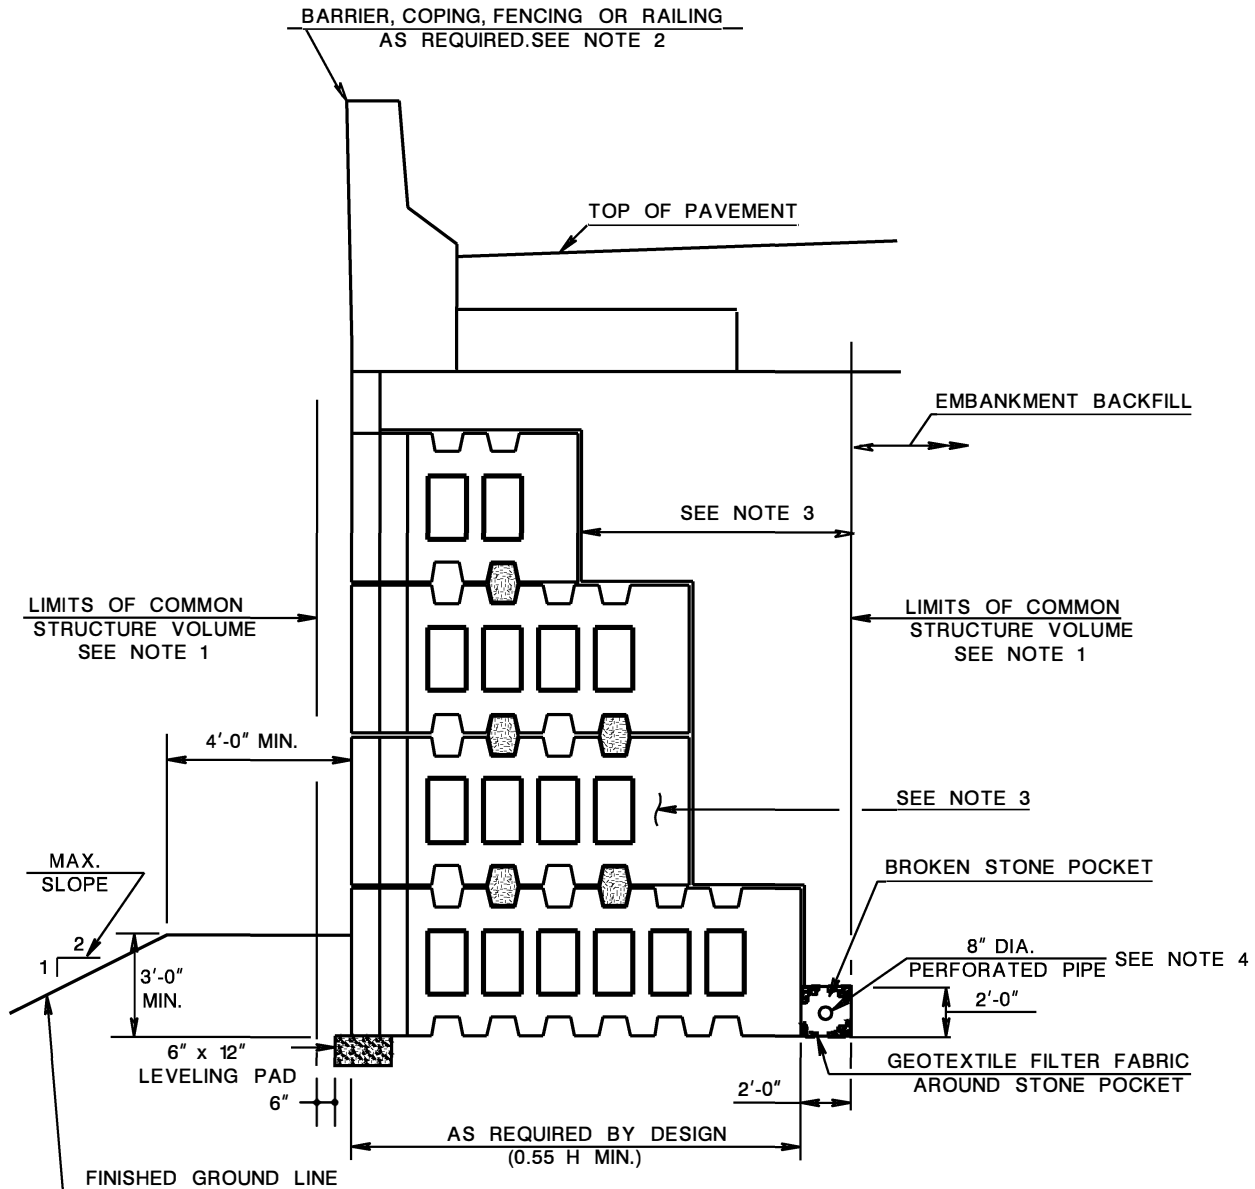 BARRIER, COPING, FENCING OR RAILING
AS REQUIRED.SEE NOTE 2
TOP OF PAVEMENT
EMBANKMENT BACKFILL
SEE NOTE 3
LIMITS OF COMMON
STRUCTURE VOLUME
SEE NOTE 1
LIMITS OF COMMON
STRUCTURE VOLUME
SEE NOTE 1
4'-0" MIN.
SEE NOTE 3
MAX.
SLOPE
BROKEN STONE POCKET
2
1
3'-0"
MIN.
8" DIA.
PERFORATED PIPE
SEE NOTE 4
2'-0"
6" x 12"
LEVELING PAD
6"
GEOTEXTILE FILTER FABRIC
AROUND STONE POCKET
2'-0"
AS REQUIRED BY DESIGN
(0.55 H MIN.)
FINISHED GROUND LINE